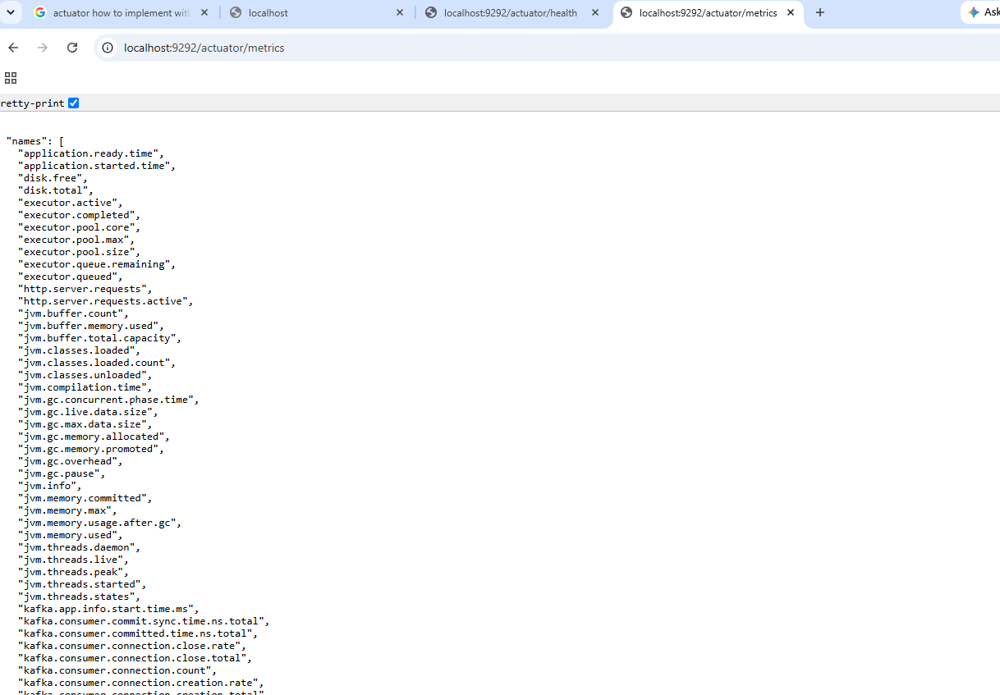 actuator how to implement wit
localhost
localhost:9292/actuator/health
localhost:9292/actuator/metrics
Ask
localhost:9292/actuator/metrics
retty-print
"names": [
"application.ready.time",
"application.started.time",
"disk.free",
"disk.total",
"executor.active",
"executor.completed",
"executor.pool.core",
"executor.pool.max",
"executor.pool.size",
"executor.queue.remaining",
"executor.queued",
"http.server.requests",
"http.server.requests.active",
"jvm.buffer.count",
"jvm.buffer.memory.used",
"jvm.buffer.total.capacity",
"jvm.classes.loaded",
"jvm.classes.loaded.count",
"jvm.classes.unloaded",
"jvm.compilation.time",
"jvm.gc.concurrent.phase.time",
"jvm.gc.live.data.size",
"jvm.gc.max.data.size",
"jvm.gc.memory.allocated",
"jvm.gc.memory.promoted",
"jvm.gc.overhead",
"jvm.gc.pause",
"jvm.info",
"jvm.memory.committed",
"jvm.memory.max",
"jvm.memory.usage.after.gc",
"jvm.memory.used",
"jvm.threads.daemon",
"jvm.threads.live",
"jvm.threads.peak",
"jvm.threads.started",
"jvm.threads.states",
"kafka.app.info.start.time.ms",
"kafka.consumer.commit.sync.time.ns.total",
"kafka.consumer.committed.time.ns.total",
"kafka.consumer.connection.close.rate",
"kafka.consumer.connection.close.total",
"kafka.consumer.connection.count",
"kafka.consumer.connection.creation.rate",
"kafka.consumer.connection.creation.total"